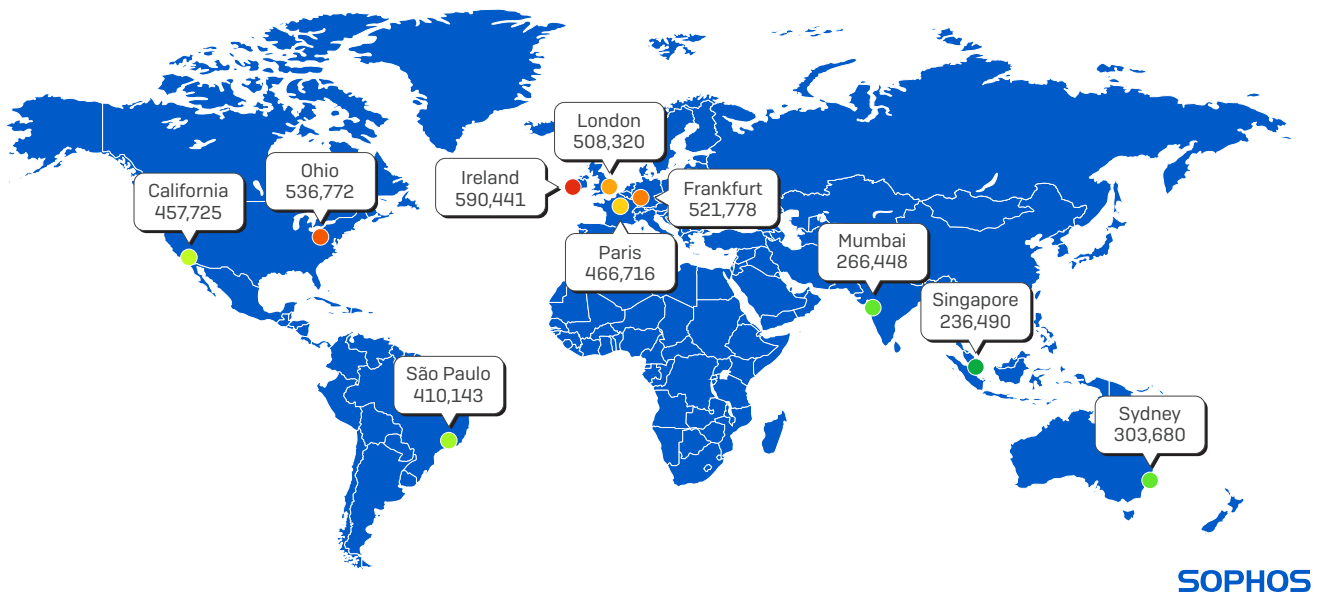 London
508,320
Ohio
536,772
Ireland
590,441
Frankfurt
521,778
California
457,725
Paris
466,716
Mumbai
266,448
Singapore
236,490
São Paulo
410,143
Sydney
303,680
SOPHOS